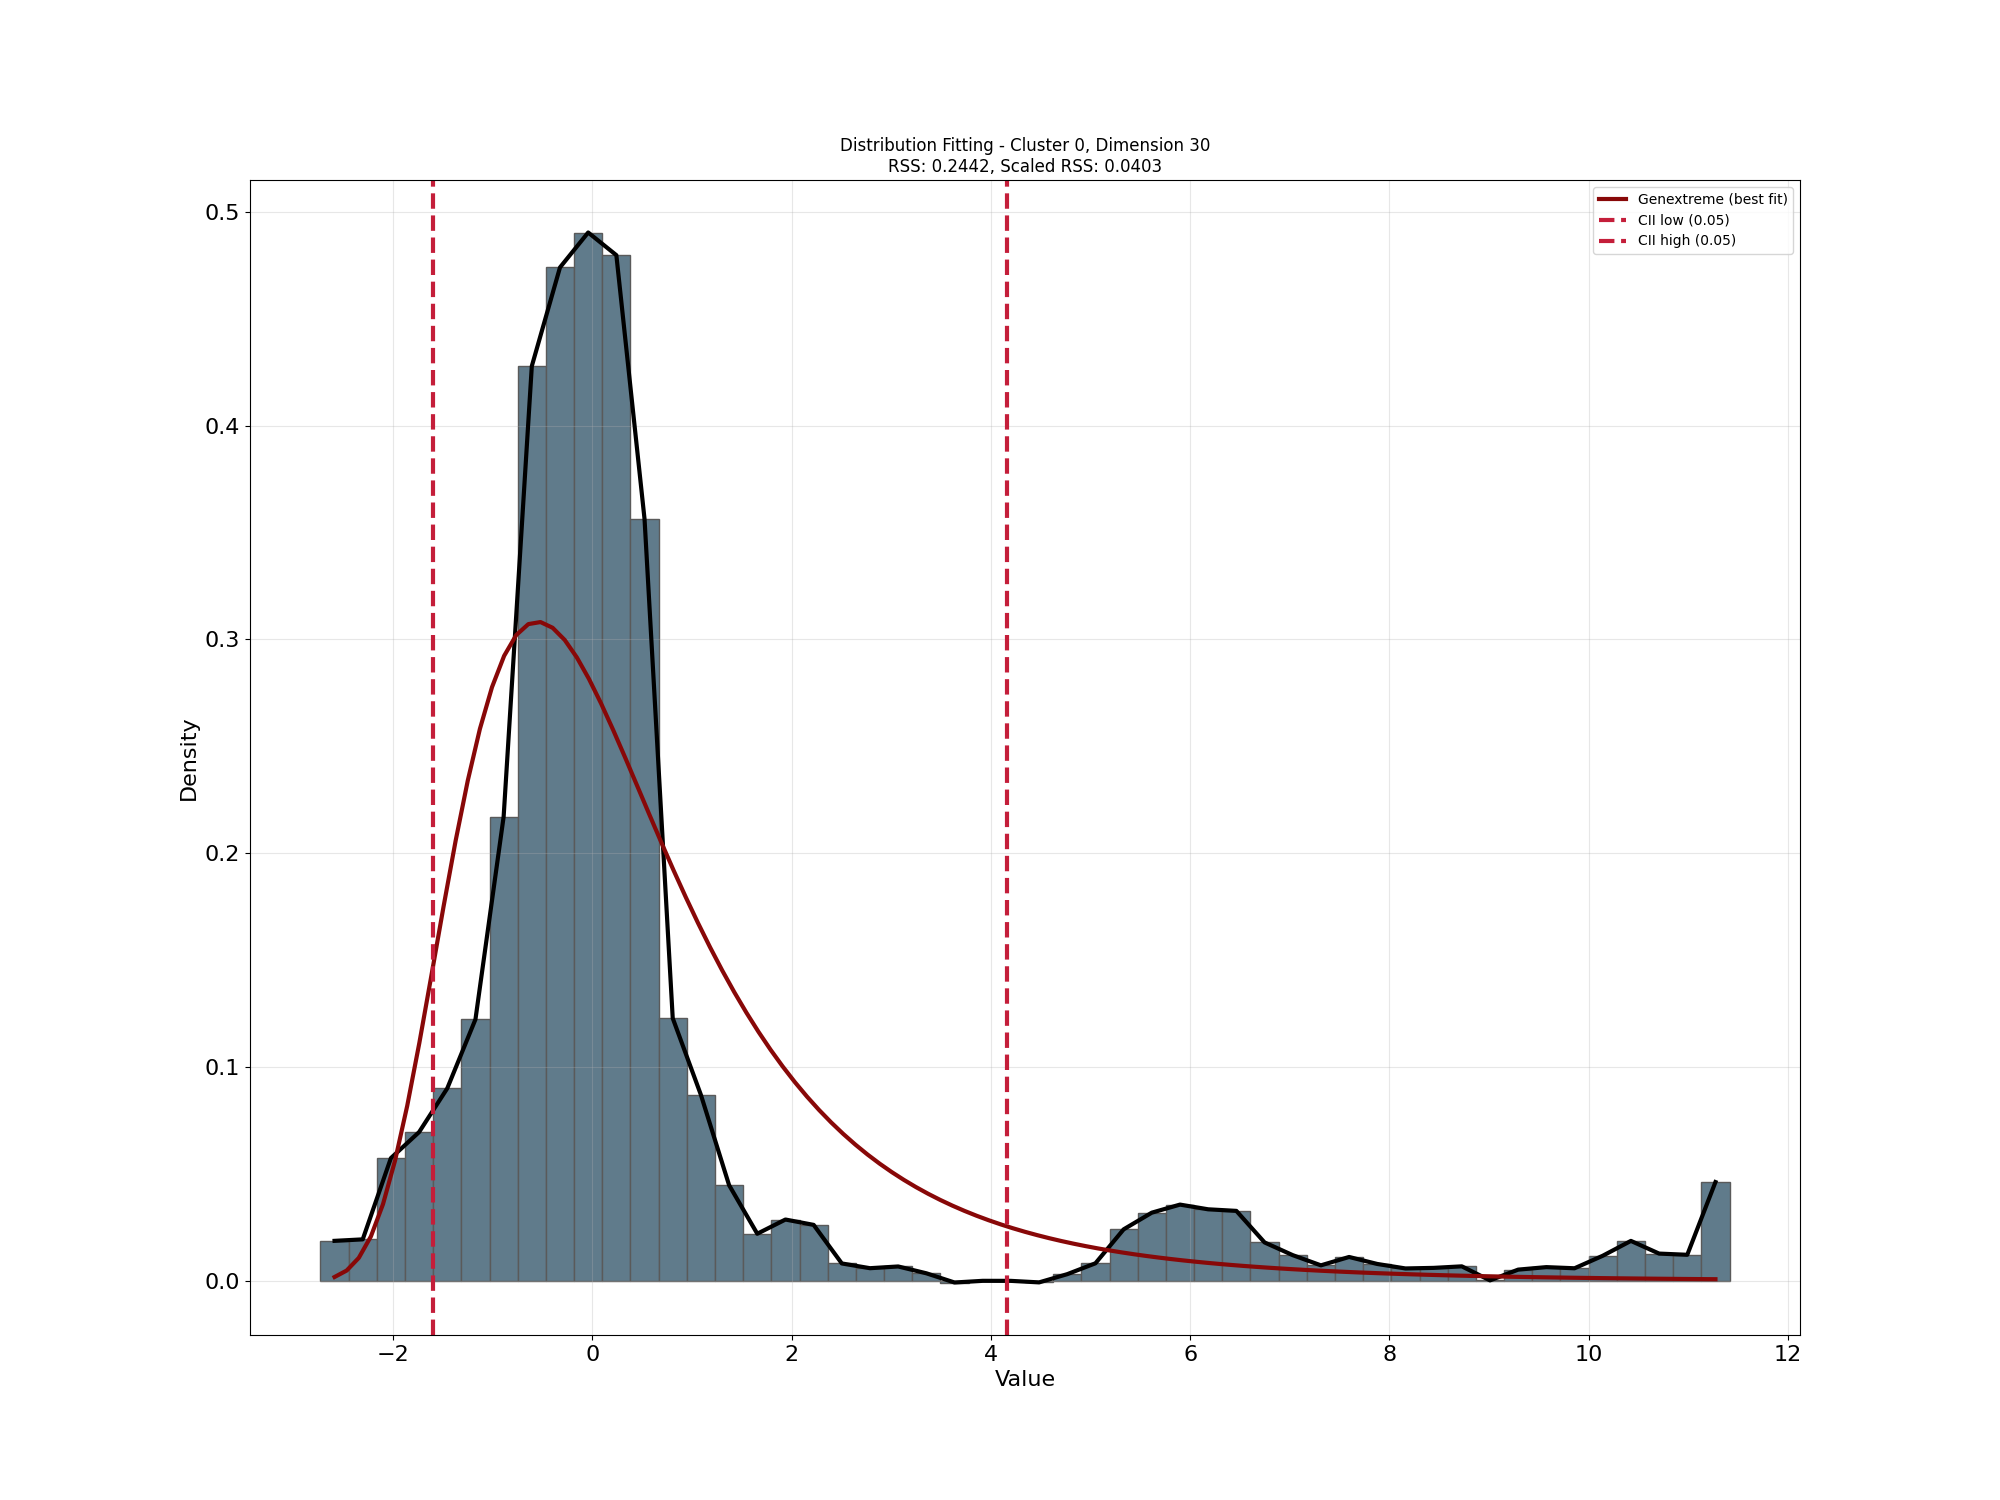 Distribution Fitting - Cluster 0, Dimension 30
RSS: 0.2442, Scaled RSS: 0.0403
Genextreme (best fit)
CII low (0.05)
CII high (0.05)
0.5
0.4
0.3
0.2
0.1
0.0
Density
−2 0 2 4 6 8 10 12
Value